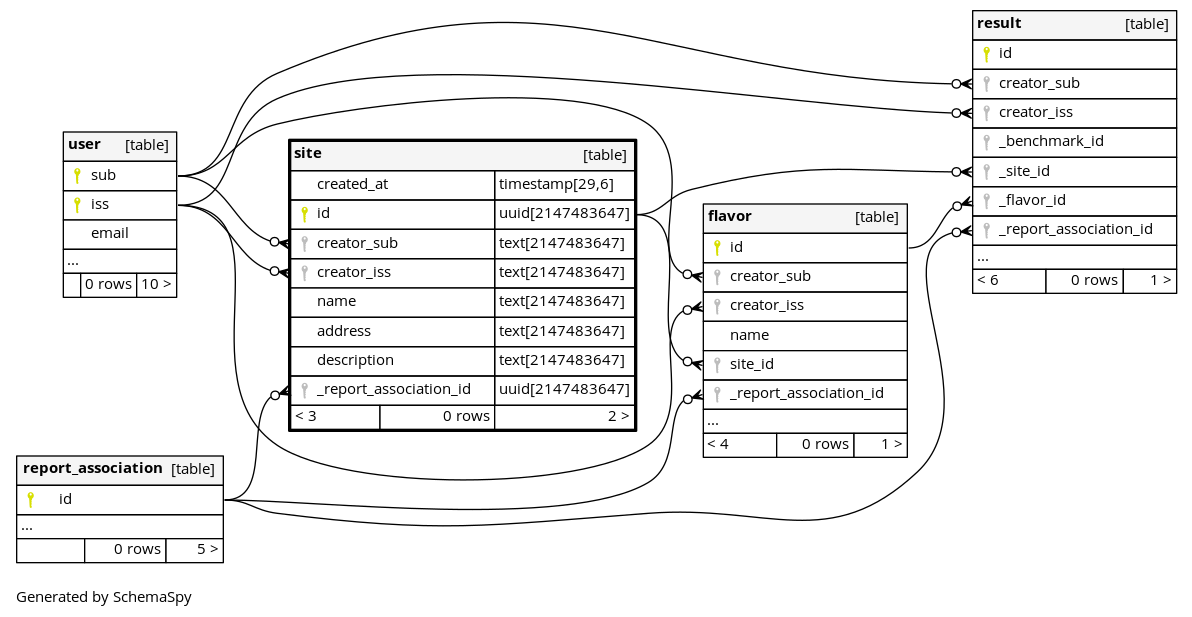 user [table]
sub
iss
email
...
0 rows 10 >
report_association [table]
id
...
0 rows 5 >
site [table]
created_at timestamp[29,6]
id uuid[2147483647]
creator_sub text[2147483647]
creator_iss text[2147483647]
name text[2147483647]
address text[2147483647]
description text[2147483647]
_report_association_id uuid[2147483647]
< 3 0 rows 2 >
flavor [table]
id
creator_sub
creator_iss
name
site_id
_report_association_id
...
< 4 0 rows 1 >
result [table]
id
creator_sub
creator_iss
_benchmark_id
_site_id
_flavor_id
_report_association_id
...
< 6 0 rows 1 >
Generated by SchemaSpy